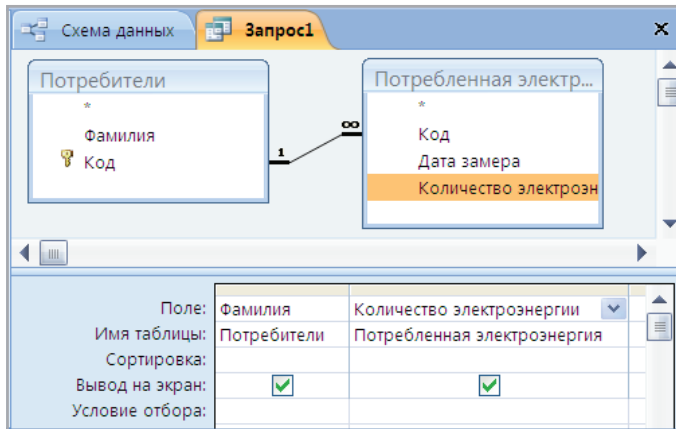 Схема данных Запрос1
Потребители
*
Фамилия
Код
1
∞
Потребленная электр...
*
Код
Дата замера
Количество электроэн
Поле: Фамилия Количество электроэнергии
Имя таблицы: Потребители Потребленная электроэнергия
Сортировка:
Вывод на экран:
Условие отбора: